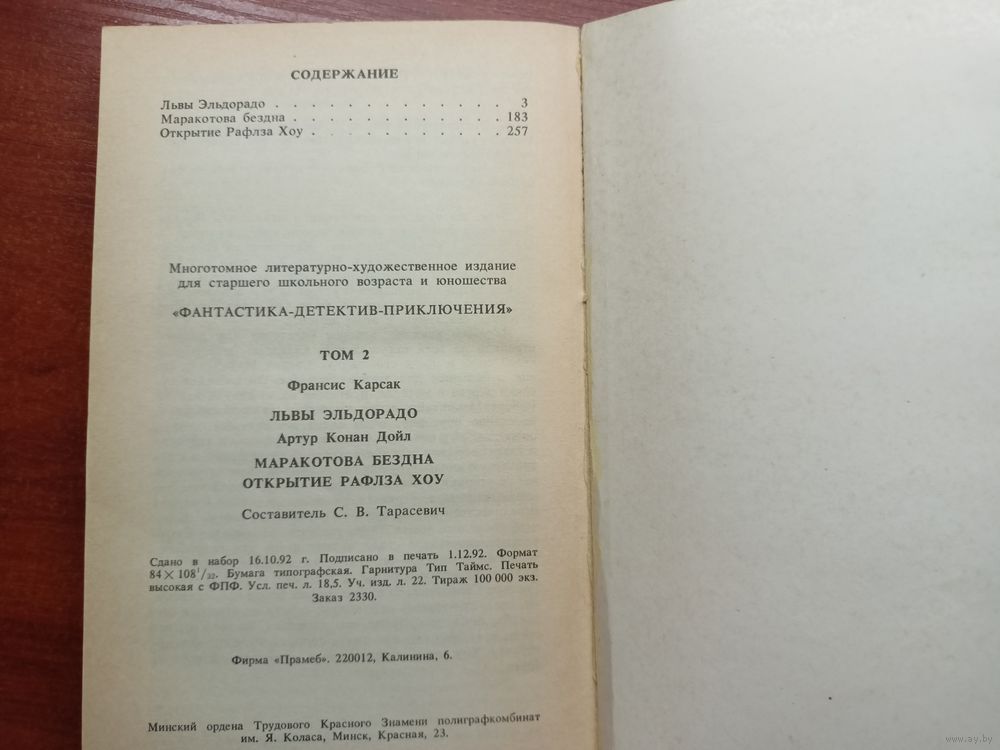 СОДЕРЖАНИЕ
Львы Эльдорадо . . . . . . . . . . . . . . 3
Маракотова бездна . . . . . . . . . . . . . 183
Открытие Рафлза Хоу . . . . . . . . . . . . 257
Многотомное литературно-художественное издание
для старшего школьного возраста и юношества
«ФАНТАСТИКА-ДЕТЕКТИВ-ПРИКЛЮЧЕНИЯ»
ТОМ 2
Франсис Карсак
ЛЬВЫ ЭЛЬДОРАДО
Артур Конан Дойл
МАРАКОТОВА БЕЗДНА
ОТКРЫТИЕ РАФЛЗА ХОУ
Составитель С. В. Тарасевич
Сдано в набор 16.10.92 г. Подписано в печать 1.12.92. Формат
84×108¹/₃₂. Бумага типографская. Гарнитура Тип Таймс. Печать
высокая с ФПФ. Усл. печ. л. 18,5. Уч. изд. л. 22. Тираж 100 000 экз.
Заказ 2330.
Фирма «Прамеб». 220012, Калинина, 6.
Минский ордена Трудового Красного Знамени полиграфкомбинат
им. Я. Коласа, Минск, Красная, 23.
www.ay.by